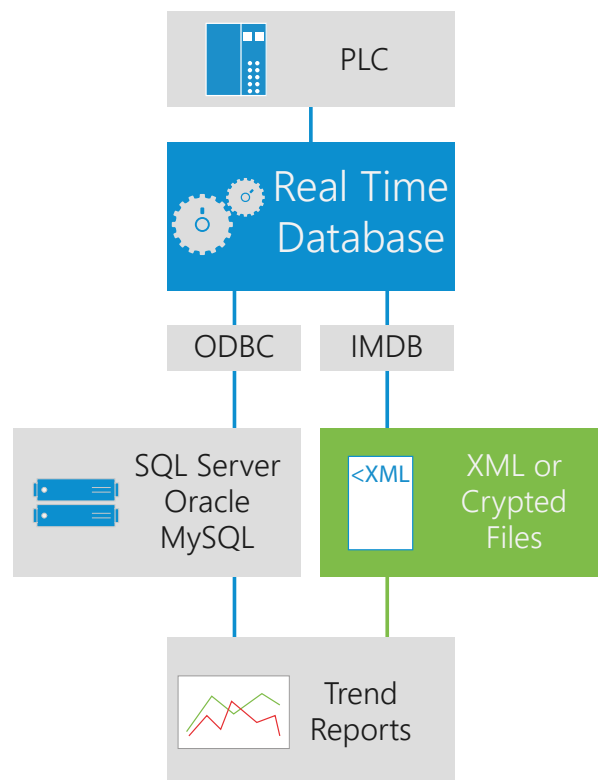 PLC
Real Time
Database
ODBC
IMDB
SQL Server
Oracle
MySQL
<XML
XML or
Crypted
Files
Trend
Reports